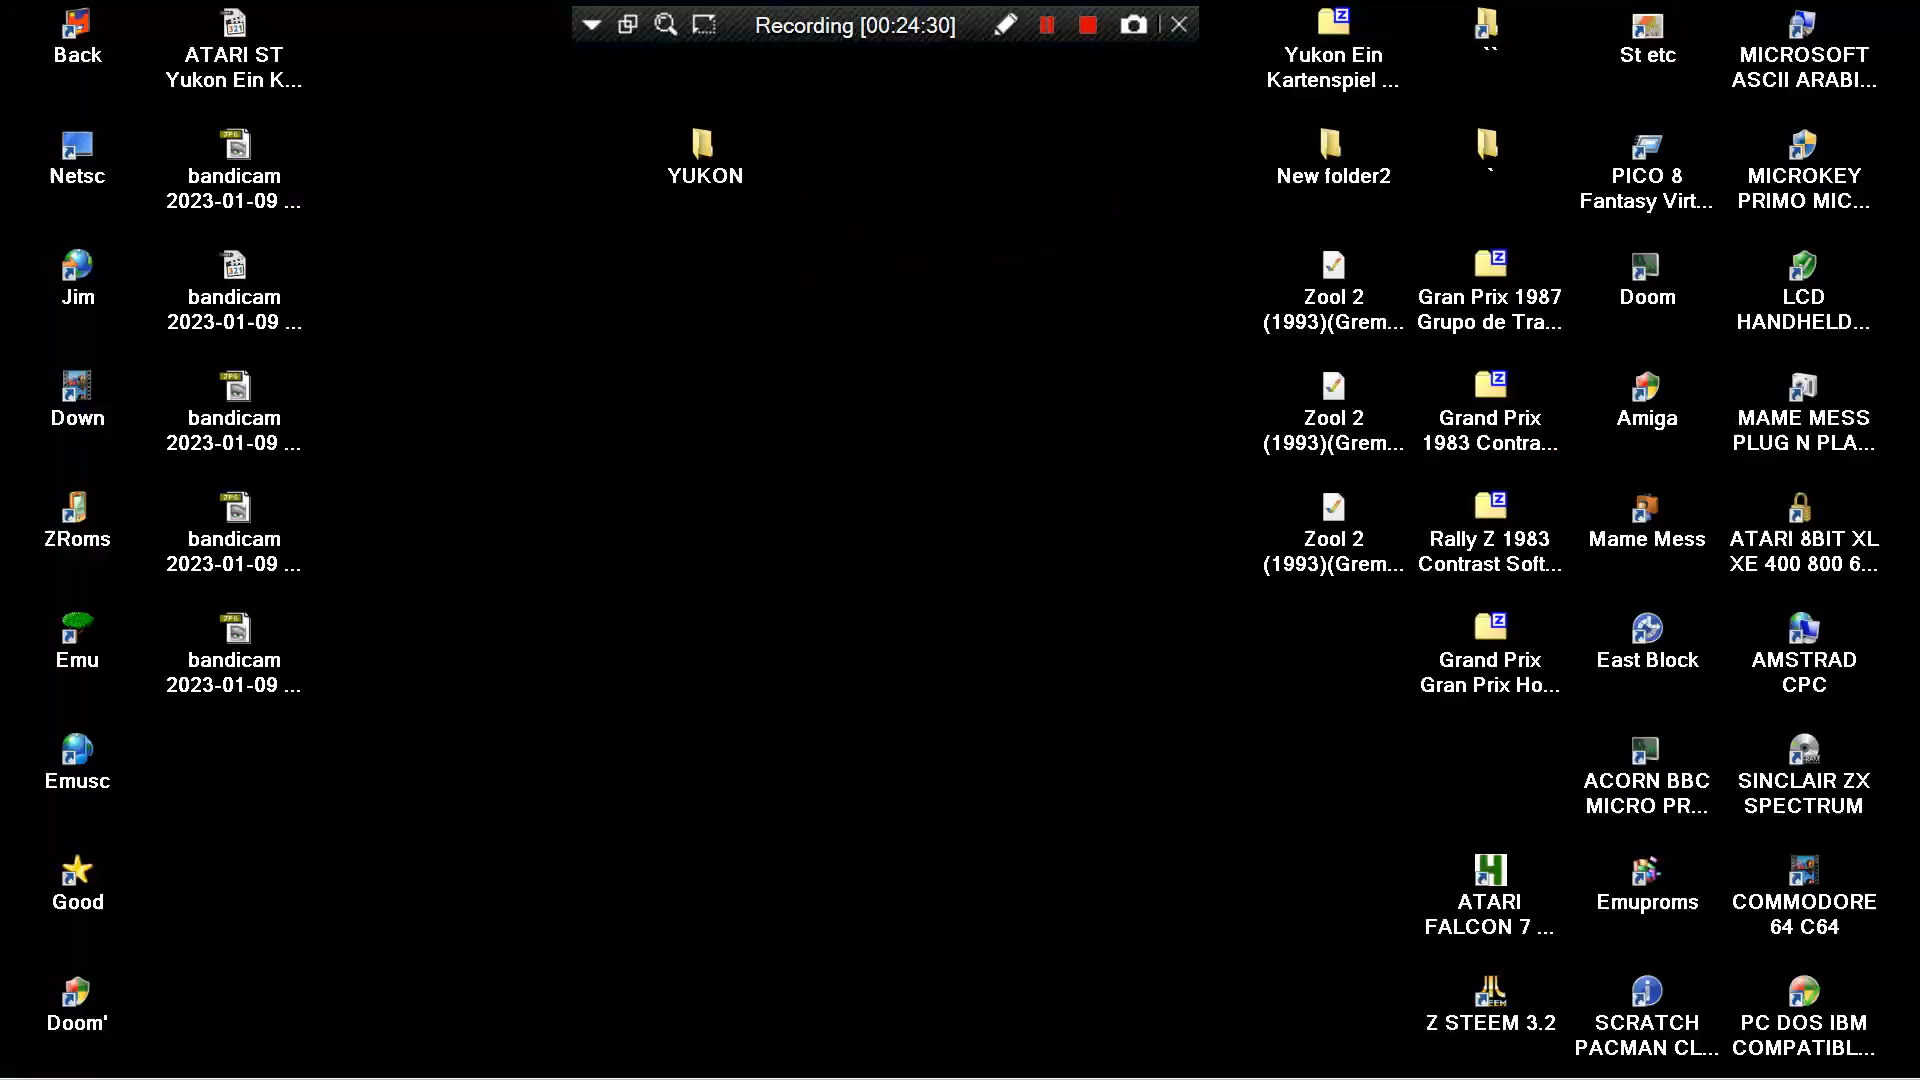 Recording [00:24:30]
Back
ATARI ST
Yukon Ein K...
Yukon Ein
Kartenspiel ...
``
St etc
MICROSOFT
ASCII ARABI...
Netsc
bandicam
2023-01-09 ...
YUKON
New folder2
`
PICO 8
Fantasy Virt...
MICROKEY
PRIMO MIC...
Jim
bandicam
2023-01-09 ...
Zool 2
(1993)(Grem...
Gran Prix 1987
Grupo de Tra...
Doom
LCD
HANDHELD...
Down
bandicam
2023-01-09 ...
Zool 2
(1993)(Grem...
Grand Prix
1983 Contra...
Amiga
MAME MESS
PLUG N PLA...
ZRoms
bandicam
2023-01-09 ...
Zool 2
(1993)(Grem...
Rally Z 1983
Contrast Soft...
Mame Mess
ATARI 8BIT XL
XE 400 800 6...
Emu
bandicam
2023-01-09 ...
Grand Prix
Gran Prix Ho...
East Block
AMSTRAD
CPC
Emusc
ACORN BBC
MICRO PR...
SINCLAIR ZX
SPECTRUM
Good
ATARI
FALCON 7 ...
Emuproms
COMMODORE
64 C64
Doom'
Z STEEM 3.2
SCRATCH
PACMAN CL...
PC DOS IBM
COMPATIBL...